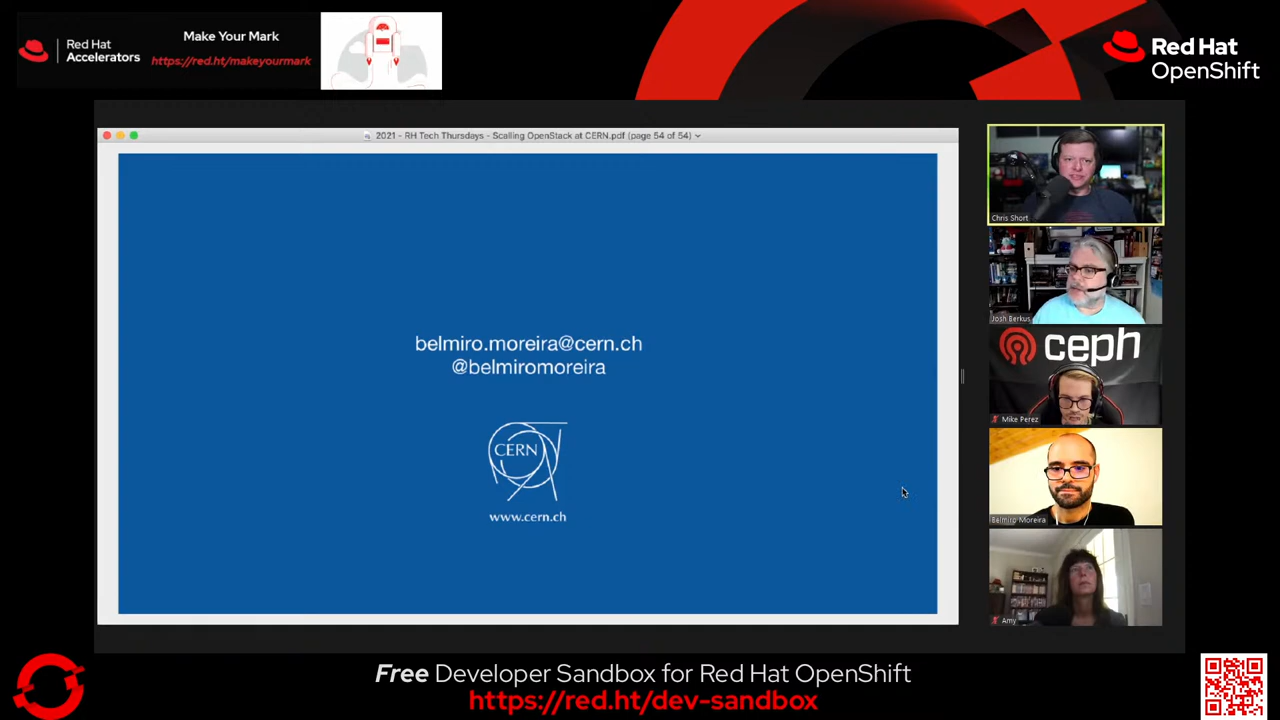 Red Hat
Accelerators
Make Your Mark
https://red.ht/makeyourmark
Red Hat
OpenShift
2021 - RH Tech Thursdays - Scalling OpenStack at CERN.pdf (page 54 of 54)
belmiro.moreira@cern.ch
@belmiromoreira
CERN
www.cern.ch
Chris Short
Josh Berkus
ceph
Mike Perez
Belmiro Moreira
Amy
Free Developer Sandbox for Red Hat OpenShift
https://red.ht/dev-sandbox